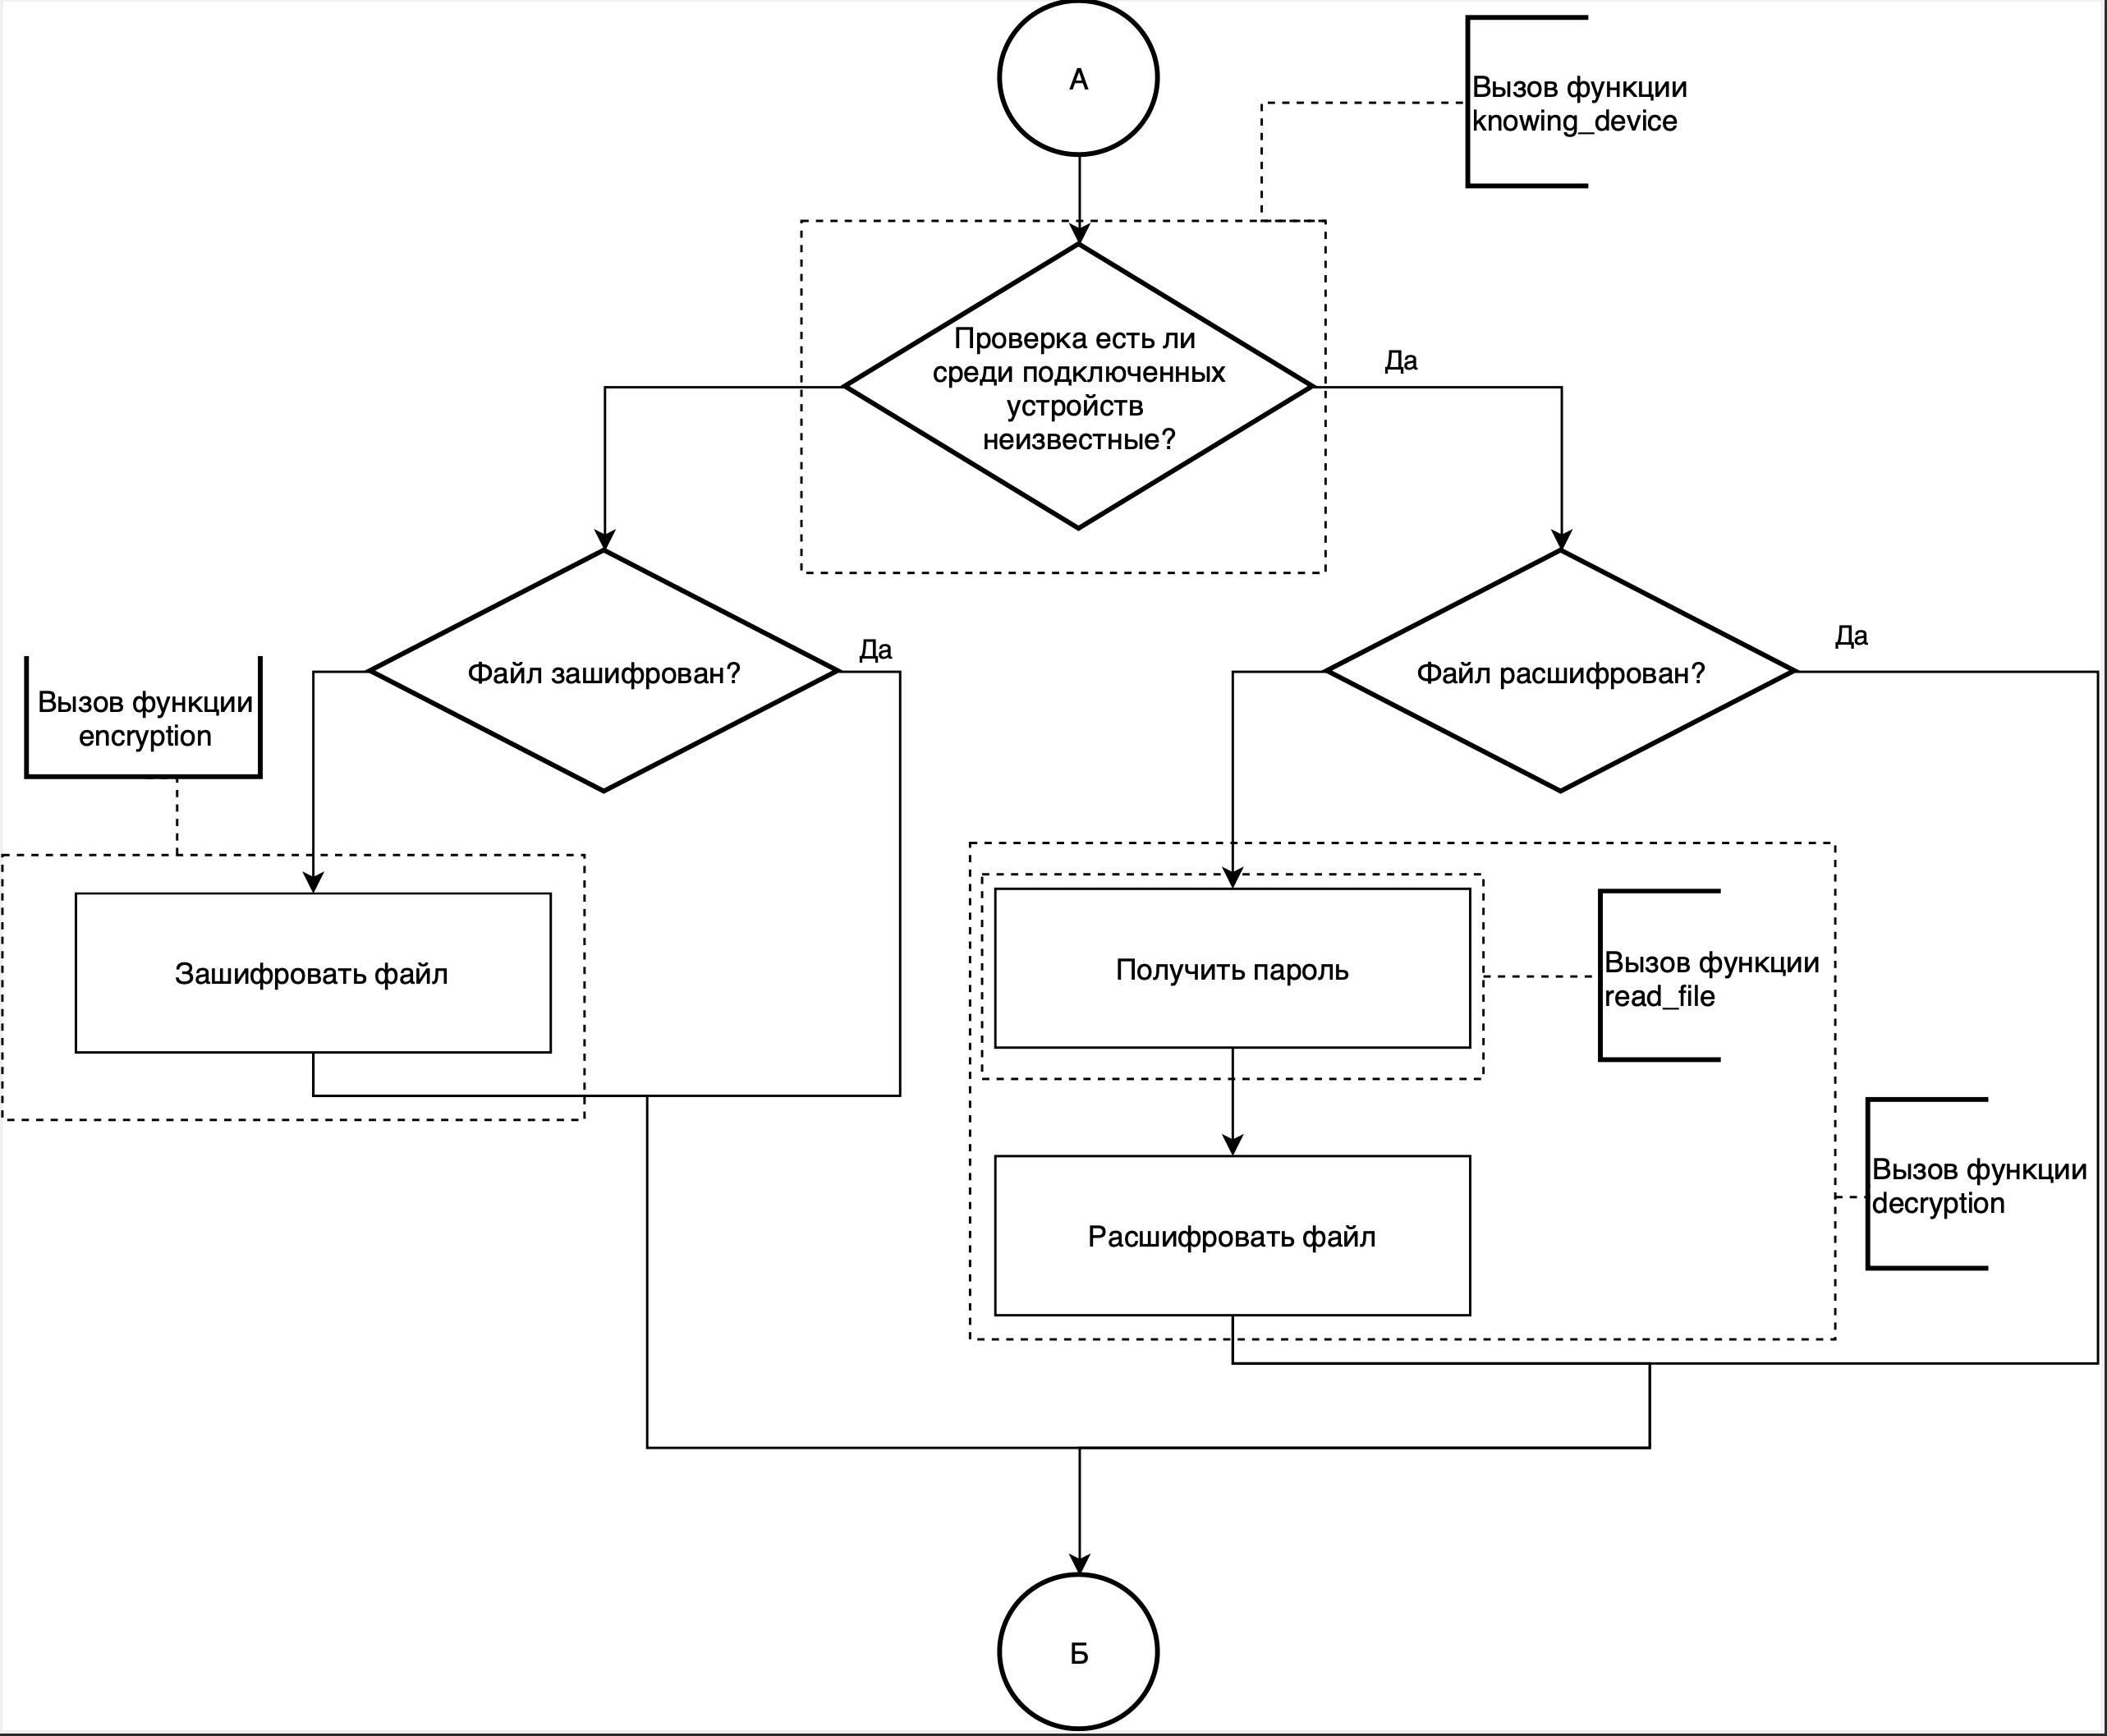 А
Вызов функции
knowing_device
Проверка есть ли
среди подключенных
устройств
неизвестные?
Да
Файл зашифрован?
Да
Файл расшифрован?
Да
Вызов функции
encryption
Зашифровать файл
Получить пароль
Вызов функции
read_file
Расшифровать файл
Вызов функции
decryption
Б